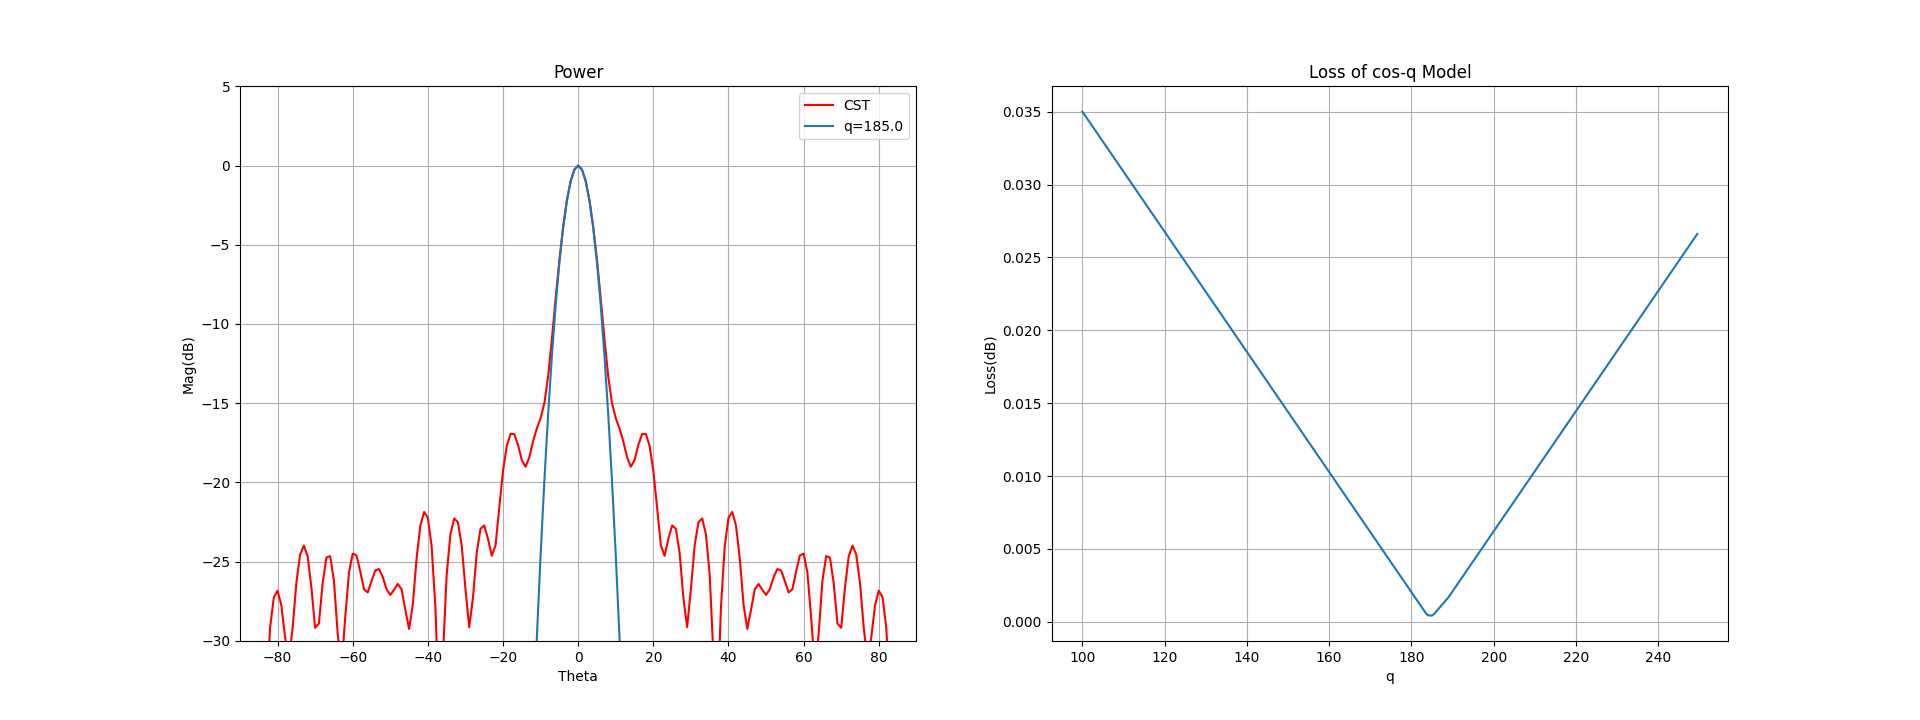 Power
5
0
−5
−10
−15
−20
−25
−30
Mag(dB)
CST
q=185.0
−80 −60 −40 −20 0 20 40 60 80
Theta
Loss of cos-q Model
0.035
0.030
0.025
0.020
0.015
0.010
0.005
0.000
Loss(dB)
100 120 140 160 180 200 220 240
q